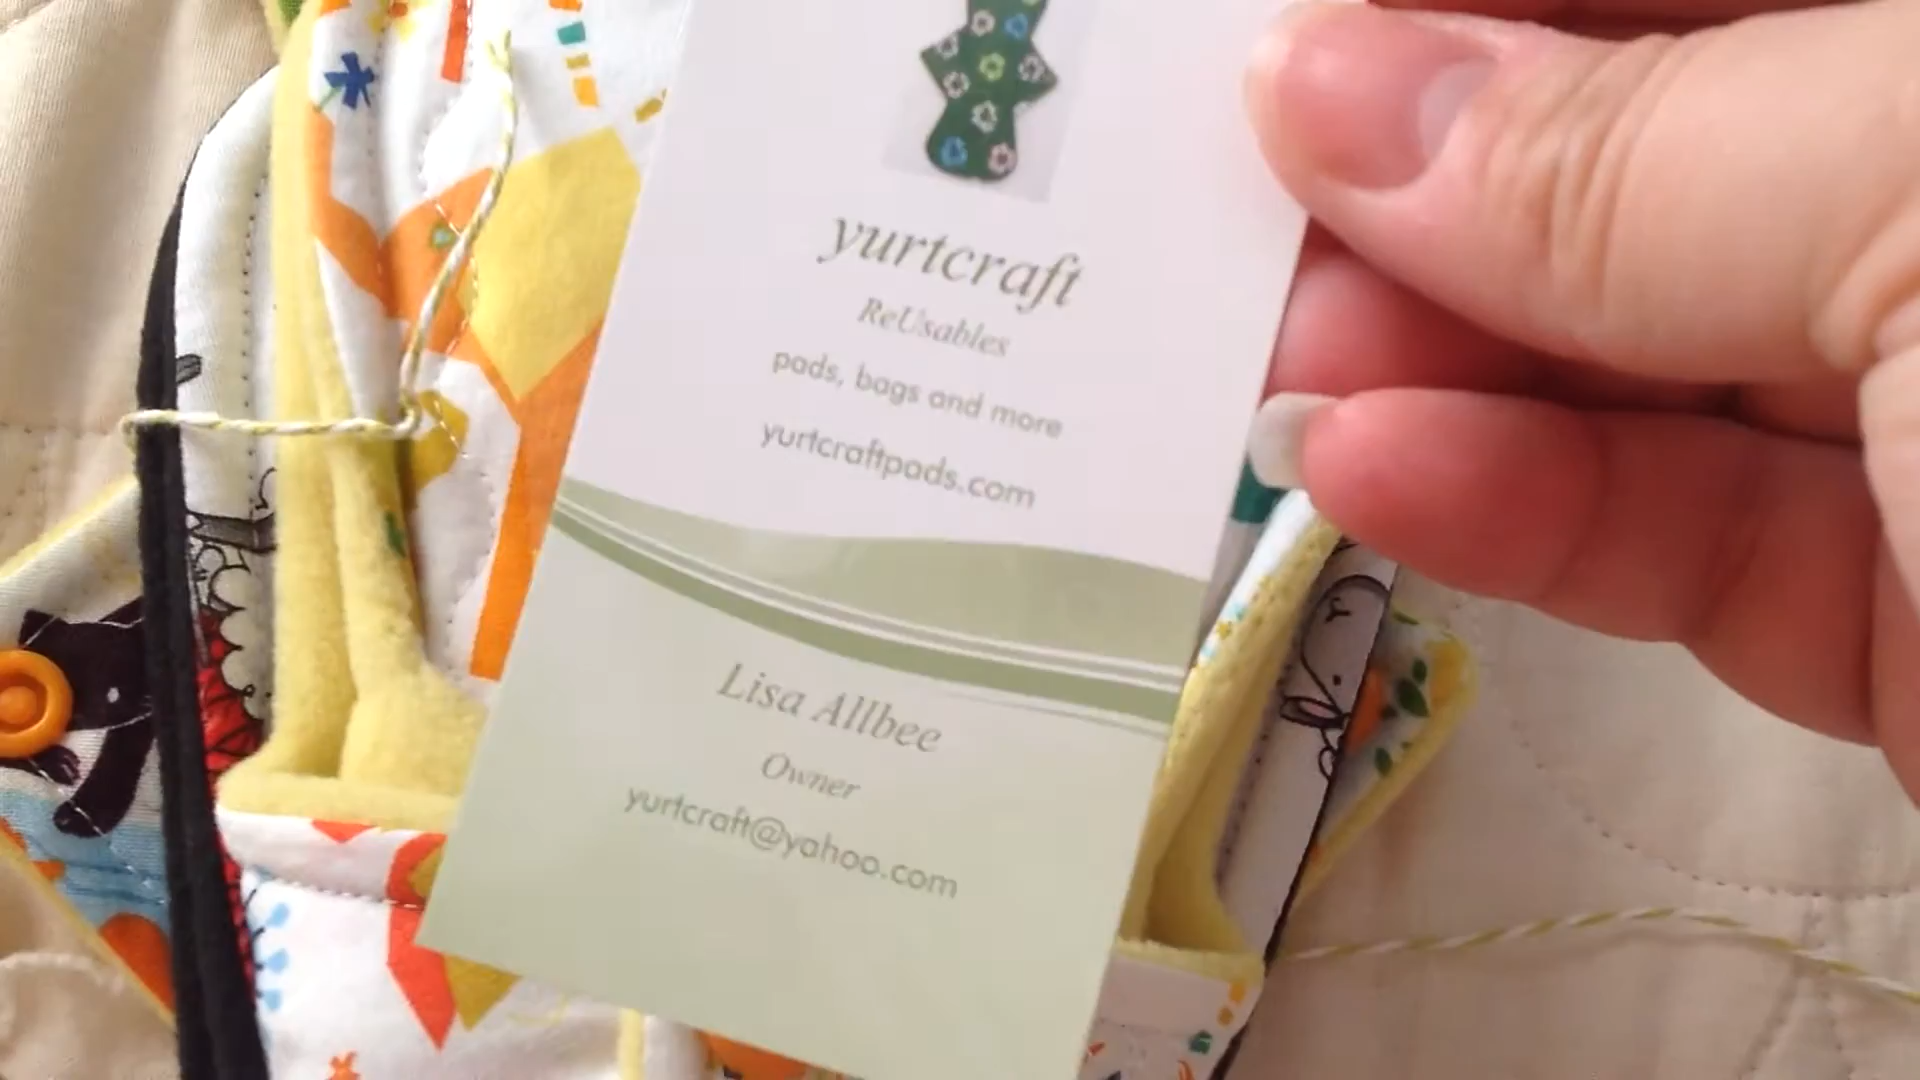 yurtcraft
ReUsables
pads, bags and more
yurtcraftpads.com
Lisa Allbee
Owner
yurtcraft@yahoo.com